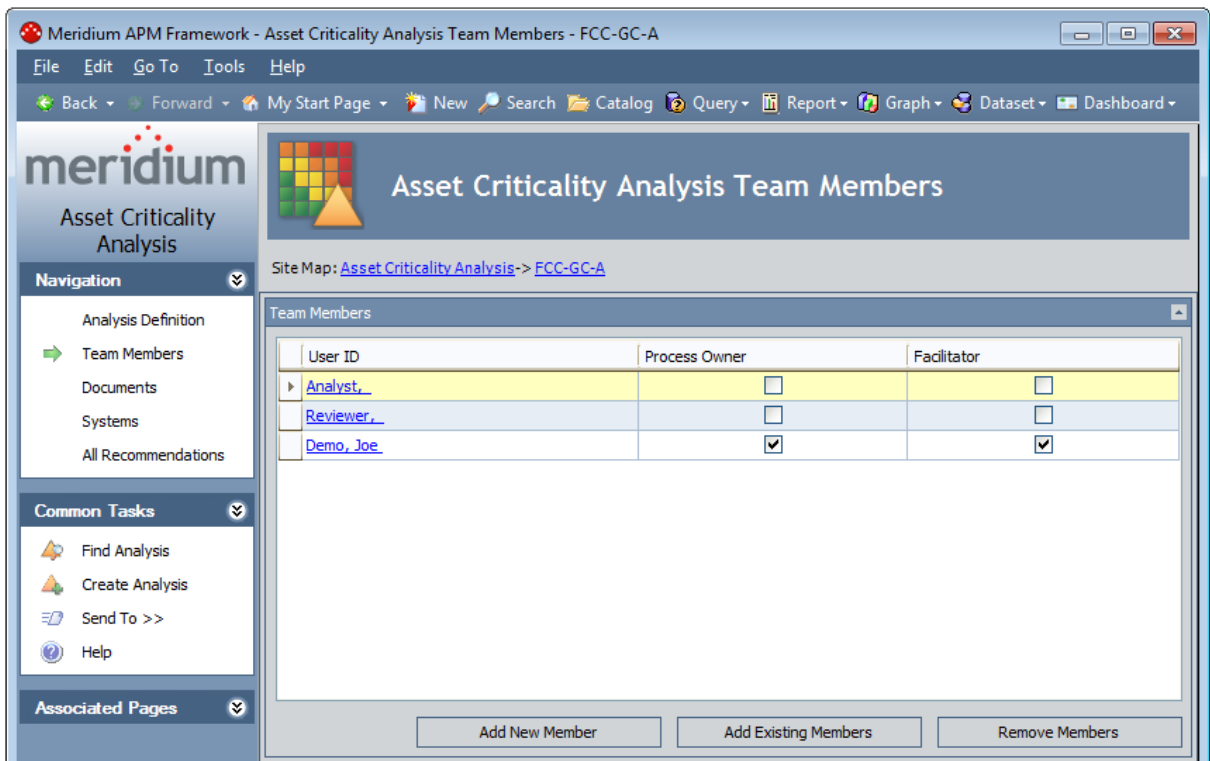 Meridium APM Framework - Asset Criticality Analysis Team Members - FCC-GC-A
File Edit Go To Tools Help
Back Forward My Start Page New Search Catalog Query Report Graph Dataset Dashboard
meridium
Asset Criticality
Analysis
Navigation
Analysis Definition
Team Members
Documents
Systems
All Recommendations
Common Tasks
Find Analysis
Create Analysis
Send To >>
Help
Associated Pages
Asset Criticality Analysis Team Members
Site Map: Asset Criticality Analysis-> FCC-GC-A
Team Members
User ID Process Owner Facilitator
Analyst,
Reviewer,
Demo, Joe
Add New Member Add Existing Members Remove Members